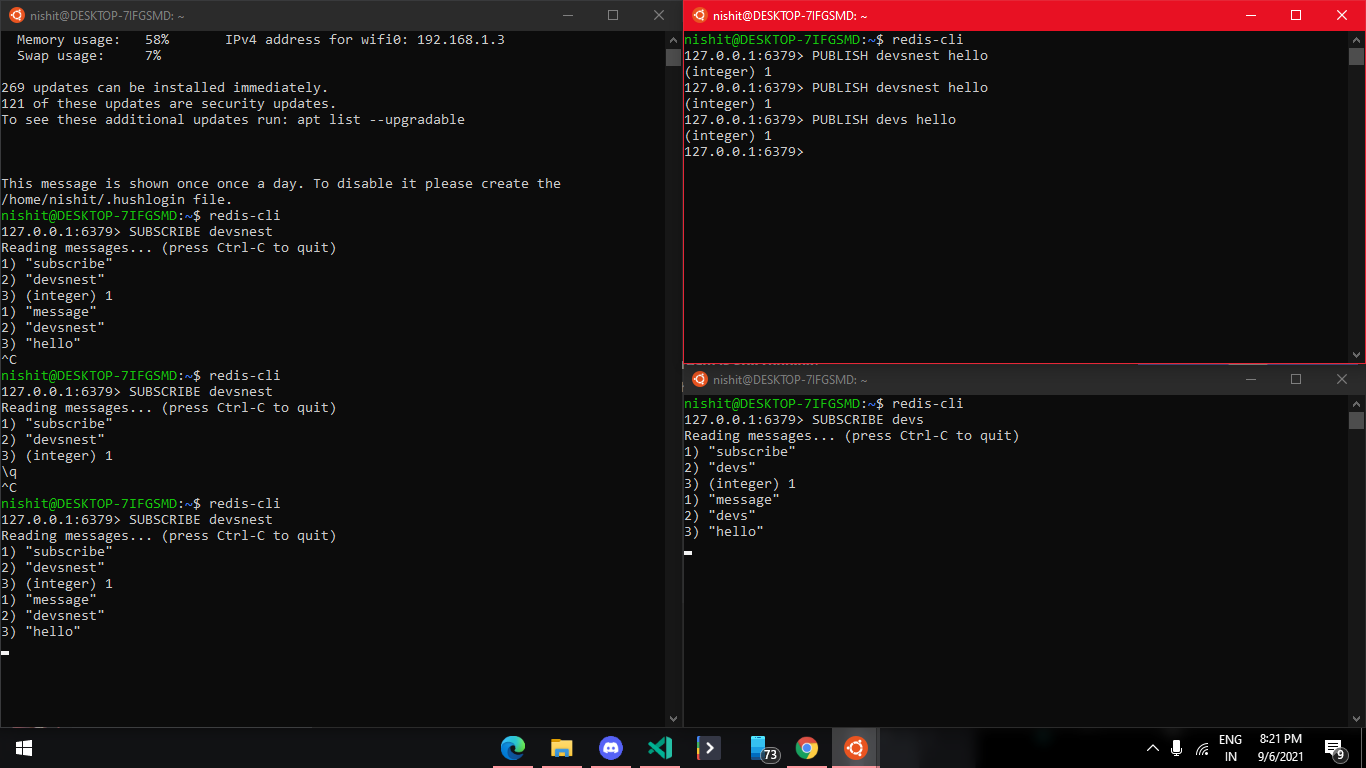 nishit@DESKTOP-7IFGSMD: ~
Memory usage: 58% IPv4 address for wifi0: 192.168.1.3
Swap usage: 7%
269 updates can be installed immediately.
121 of these updates are security updates.
To see these additional updates run: apt list --upgradable
This message is shown once once a day. To disable it please create the
/home/nishit/.hushlogin file.
nishit@DESKTOP-7IFGSMD:~$ redis-cli
127.0.0.1:6379> SUBSCRIBE devsnest
Reading messages... (press Ctrl-C to quit)
1) "subscribe"
2) "devsnest"
3) (integer) 1
1) "message"
2) "devsnest"
3) "hello"
^C
nishit@DESKTOP-7IFGSMD:~$ redis-cli
127.0.0.1:6379> SUBSCRIBE devsnest
Reading messages... (press Ctrl-C to quit)
1) "subscribe"
2) "devsnest"
3) (integer) 1
\q
^C
nishit@DESKTOP-7IFGSMD:~$ redis-cli
127.0.0.1:6379> SUBSCRIBE devsnest
Reading messages... (press Ctrl-C to quit)
1) "subscribe"
2) "devsnest"
3) (integer) 1
1) "message"
2) "devsnest"
3) "hello"
nishit@DESKTOP-7IFGSMD: ~
nishit@DESKTOP-7IFGSMD:~$ redis-cli
127.0.0.1:6379> PUBLISH devsnest hello
(integer) 1
127.0.0.1:6379> PUBLISH devsnest hello
(integer) 1
127.0.0.1:6379> PUBLISH devs hello
(integer) 1
127.0.0.1:6379>
nishit@DESKTOP-7IFGSMD: ~
nishit@DESKTOP-7IFGSMD:~$ redis-cli
127.0.0.1:6379> SUBSCRIBE devs
Reading messages... (press Ctrl-C to quit)
1) "subscribe"
2) "devs"
3) (integer) 1
1) "message"
2) "devs"
3) "hello"
73
ENG
IN
8:21 PM
9/6/2021
9